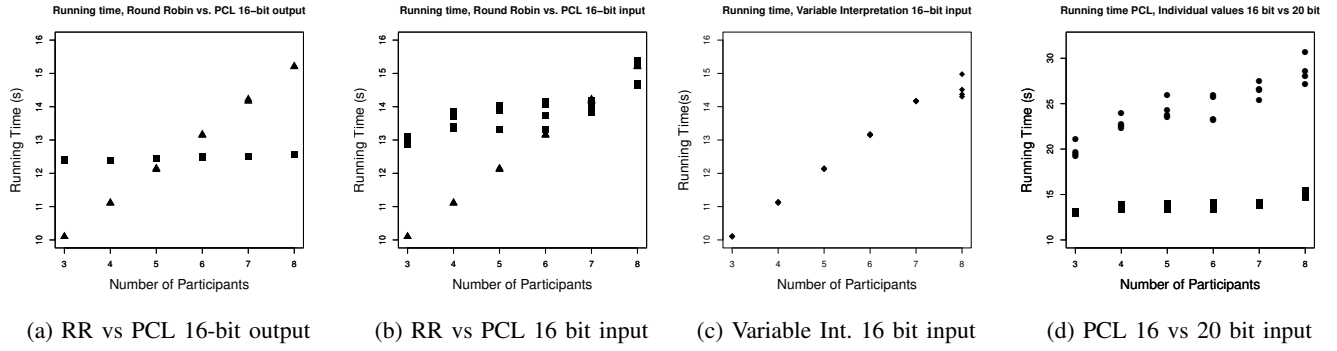 Running time, Round Robin vs. PCL 16−bit output
Running Time (s)
16
15
14
13
12
11
10
3 4 5 6 7 8
Number of Participants
(a) RR vs PCL 16-bit output
Running time, Round Robin vs. PCL 16−bit input
Running Time (s)
16
15
14
13
12
11
10
3 4 5 6 7 8
Number of Participants
(b) RR vs PCL 16 bit input
Running time, Variable Interpretation 16−bit input
Running Time(s)
16
15
14
13
12
11
10
3 4 5 6 7 8
Number of Participants
(c) Variable Int. 16 bit input
Running time PCL, Individual values 16 bit vs 20 bit
Running Time (s)
30
25
20
15
10
3 4 5 6 7 8
Number of Participants
(d) PCL 16 vs 20 bit input